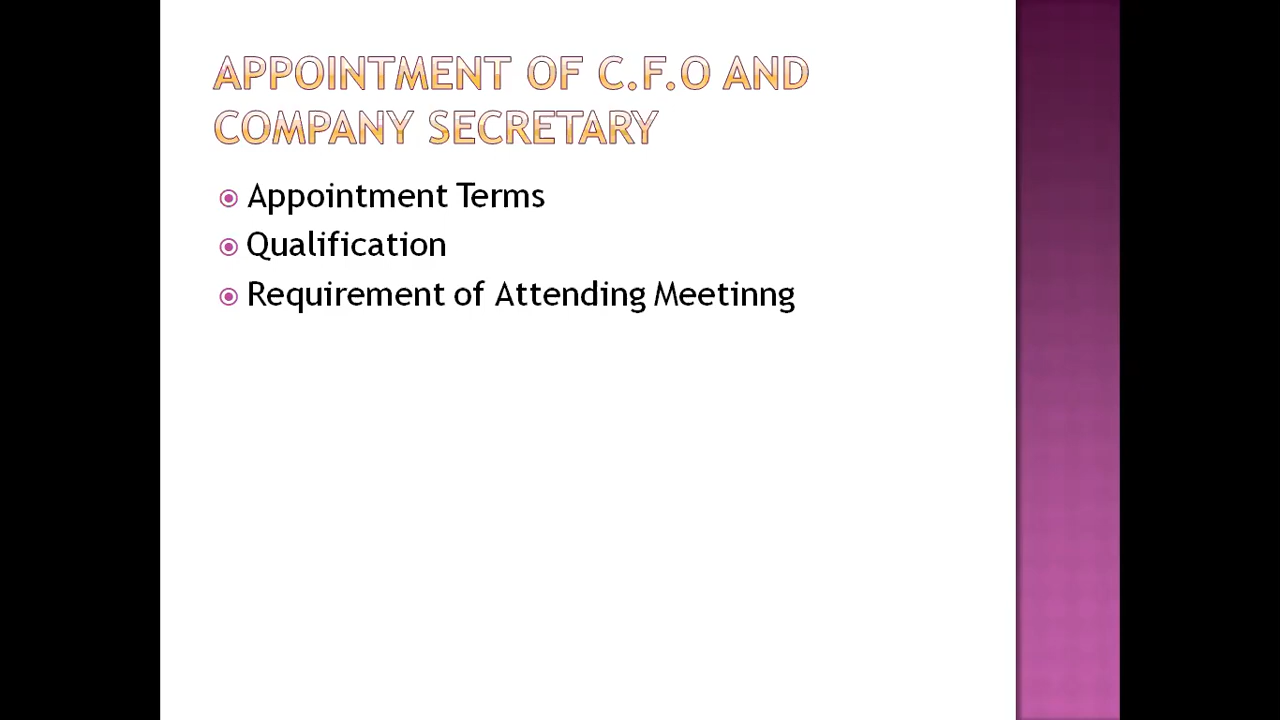 APPOINTMENT OF C.F.O AND
COMPANY SECRETARY
Appointment Terms
Qualification
Requirement of Attending Meetinng